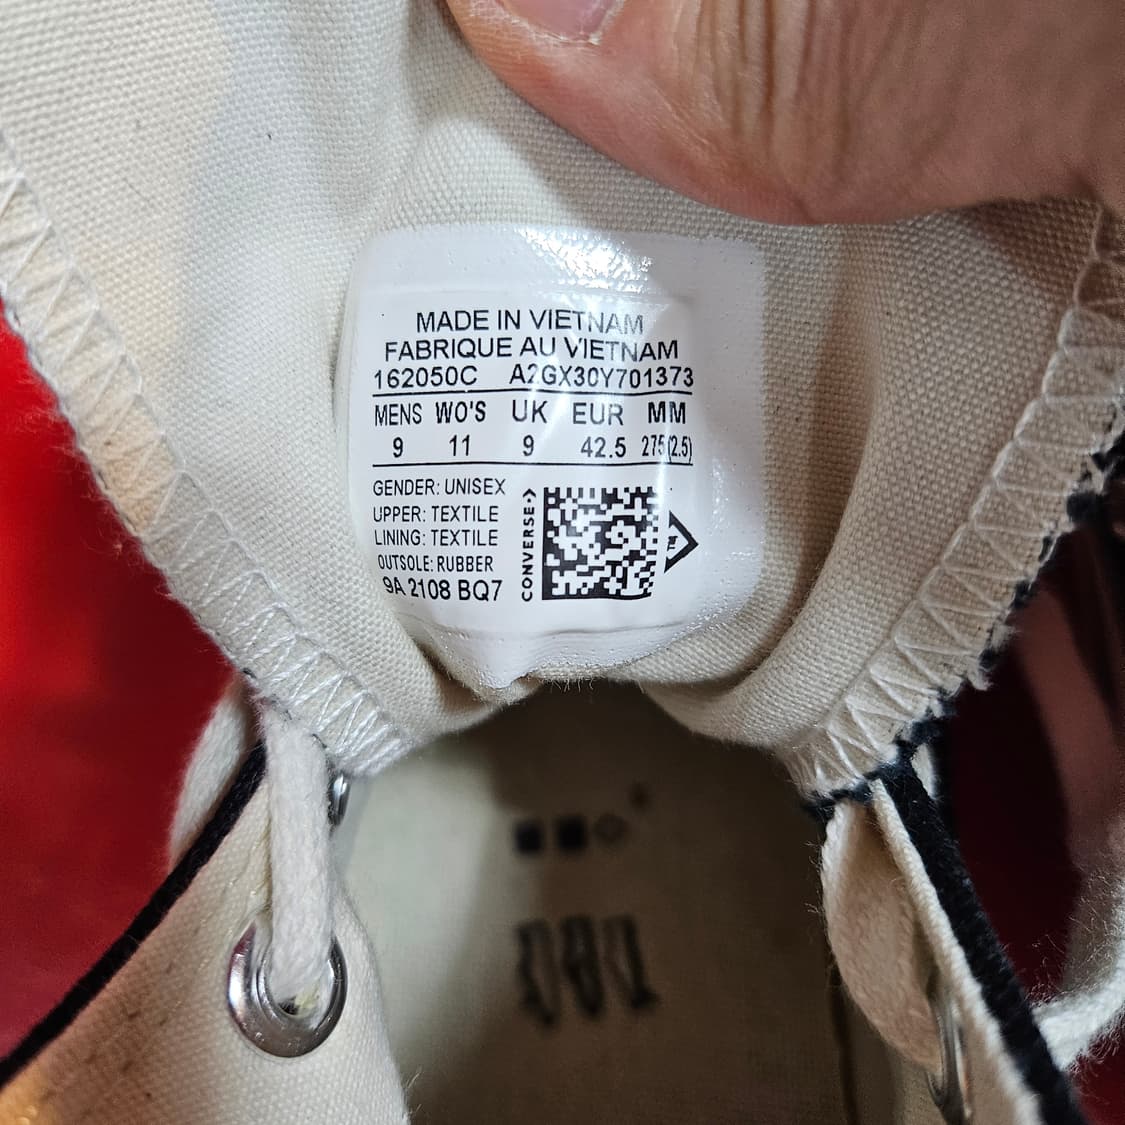 MADE IN VIETNAM
FABRIQUE AU VIETNAM
162050C A2GX30Y701373
MENS WO'S UK EUR MM
9 11 9 42.5 275(2.5)
GENDER: UNISEX
UPPER: TEXTILE
LINING: TEXTILE
OUTSOLE: RUBBER
9A 2108 BQ7
CONVERSE